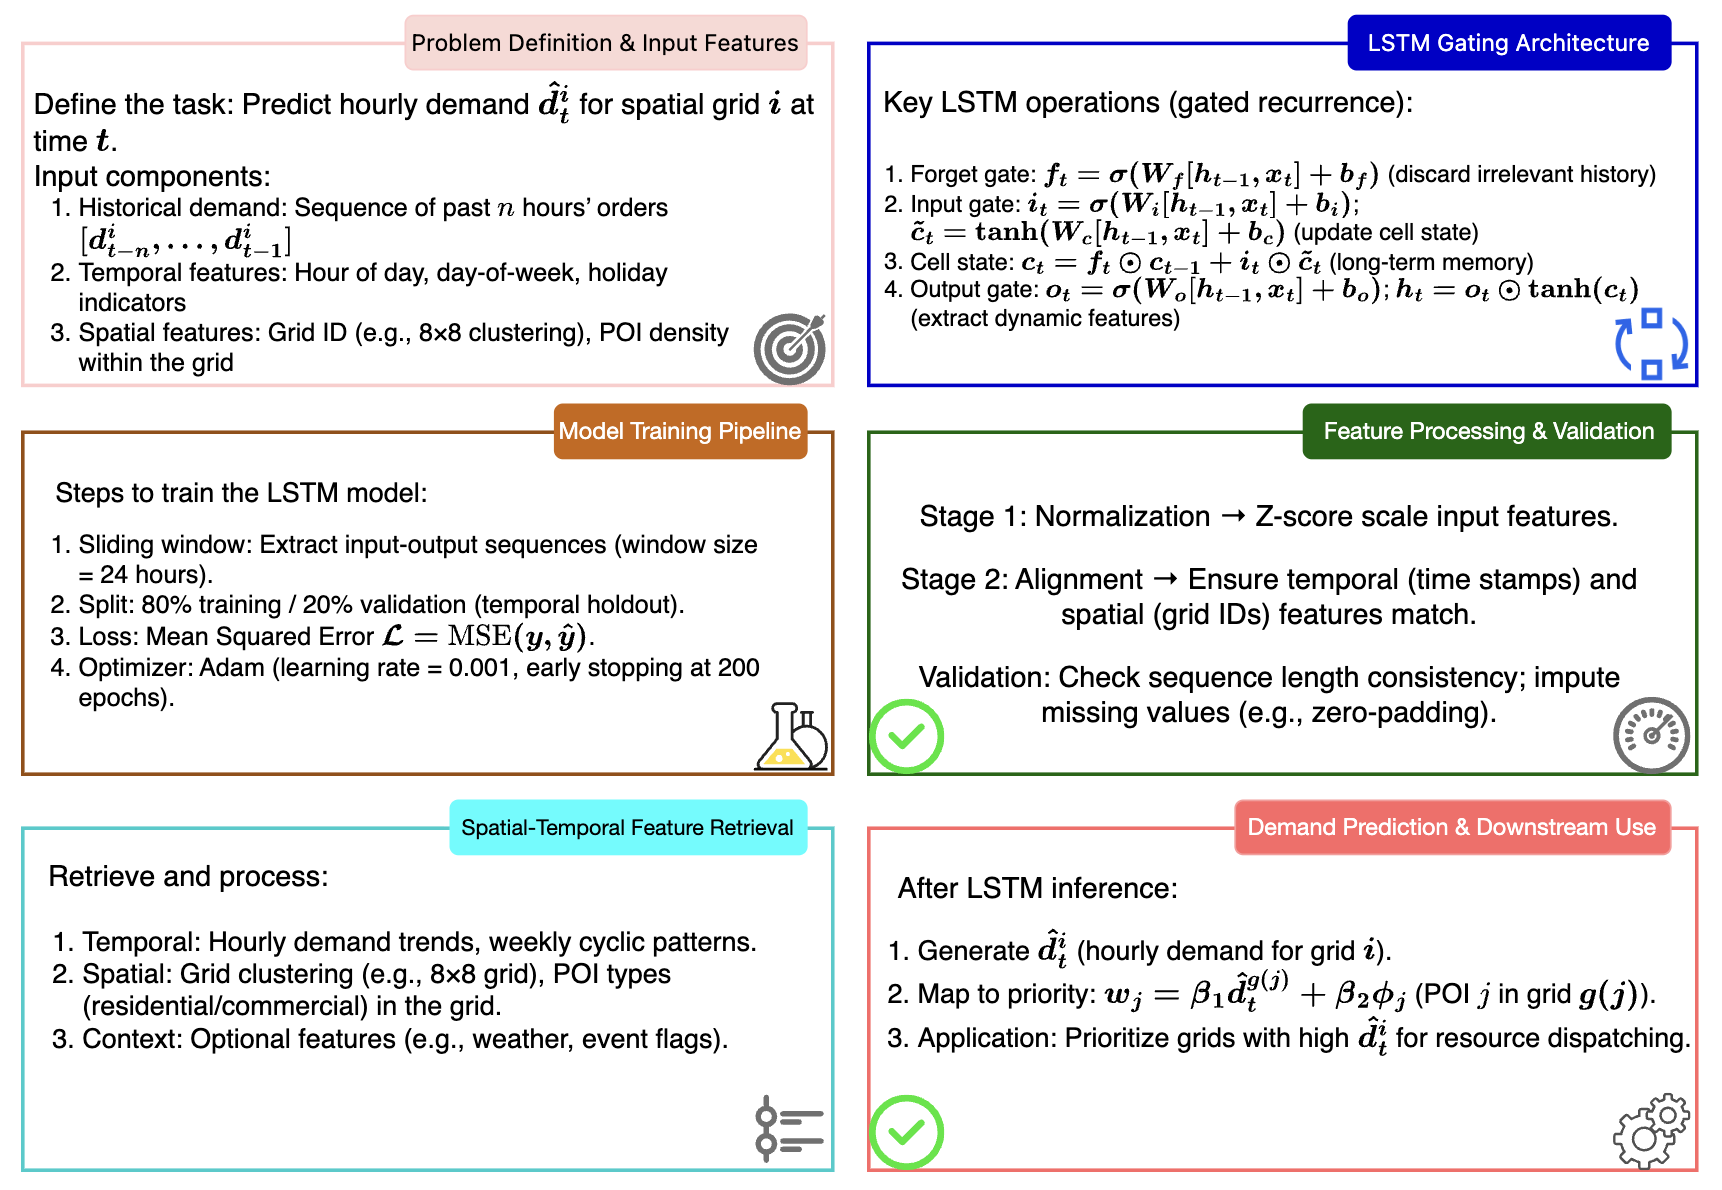 Problem Definition & Input Features
Define the task: Predict hourly demand $\hat{d}_t^i$ for spatial grid $i$ at
time $t$.
Input components:
1. Historical demand: Sequence of past $n$ hours’ orders
$[d_{t-n}^i, \ldots, d_{t-1}^i]$
2. Temporal features: Hour of day, day-of-week, holiday
indicators
3. Spatial features: Grid ID (e.g., 8×8 clustering), POI density
within the grid
LSTM Gating Architecture
Key LSTM operations (gated recurrence):
1. Forget gate: $f_t = \sigma(W_f[h_{t-1}, x_t] + b_f)$ (discard irrelevant history)
2. Input gate: $i_t = \sigma(W_i[h_{t-1}, x_t] + b_i)$;
$\tilde{c}_t = \tanh(W_c[h_{t-1}, x_t] + b_c)$ (update cell state)
3. Cell state: $c_t = f_t \odot c_{t-1} + i_t \odot \tilde{c}_t$ (long-term memory)
4. Output gate: $o_t = \sigma(W_o[h_{t-1}, x_t] + b_o)$; $h_t = o_t \odot \tanh(c_t)$
(extract dynamic features)
Model Training Pipeline
Steps to train the LSTM model:
1. Sliding window: Extract input-output sequences (window size
= 24 hours).
2. Split: 80% training / 20% validation (temporal holdout).
3. Loss: Mean Squared Error $\mathcal{L} = \mathrm{MSE}(y, \hat{y})$.
4. Optimizer: Adam (learning rate = 0.001, early stopping at 200
epochs).
Feature Processing & Validation
Stage 1: Normalization → Z-score scale input features.
Stage 2: Alignment → Ensure temporal (time stamps) and
spatial (grid IDs) features match.
Validation: Check sequence length consistency; impute
missing values (e.g., zero-padding).
Spatial-Temporal Feature Retrieval
Retrieve and process:
1. Temporal: Hourly demand trends, weekly cyclic patterns.
2. Spatial: Grid clustering (e.g., 8×8 grid), POI types
(residential/commercial) in the grid.
3. Context: Optional features (e.g., weather, event flags).
Demand Prediction & Downstream Use
After LSTM inference:
1. Generate $\hat{d}_t^i$ (hourly demand for grid $i$).
2. Map to priority: $w_j = \beta_1 \hat{d}_t^{g(j)} + \beta_2 \phi_j$ (POI $j$ in grid $g(j)$).
3. Application: Prioritize grids with high $\hat{d}_t^i$ for resource dispatching.